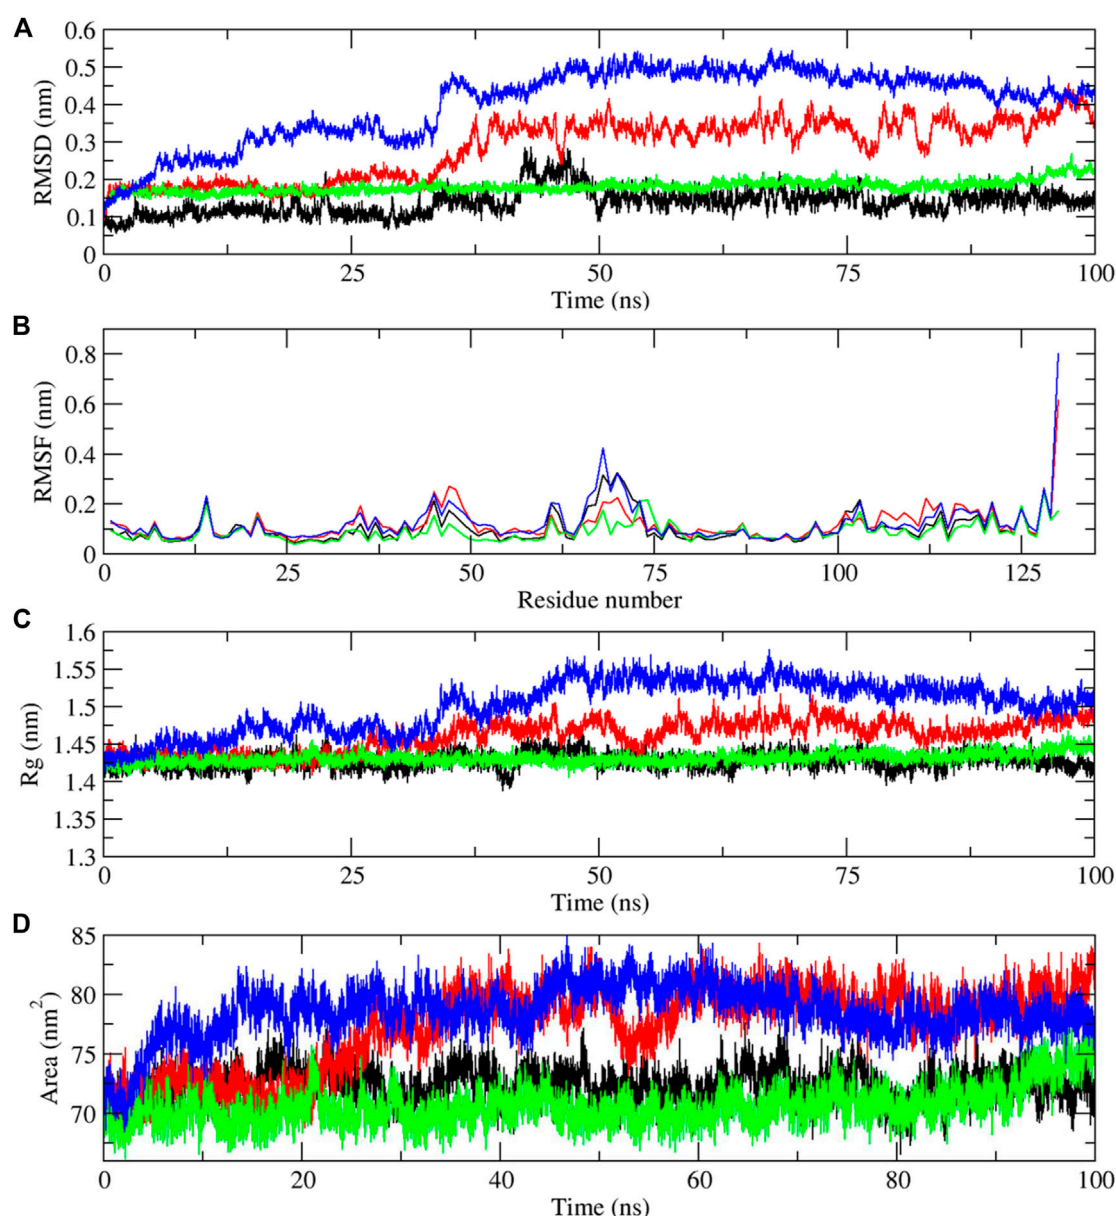 A
0.6
0.5
0.4
0.3
0.2
0.1
0
RMSD (nm)
0 25 50 75 100
Time (ns)
B
0.8
0.6
0.4
0.2
0
RMSF (nm)
0 25 50 75 100 125
Residue number
C
1.6
1.55
1.5
1.45
1.4
1.35
1.3
Rg (nm)
0 25 50 75 100
Time (ns)
D
85
80
75
70
Area (nm²)
0 20 40 60 80 100
Time (ns)